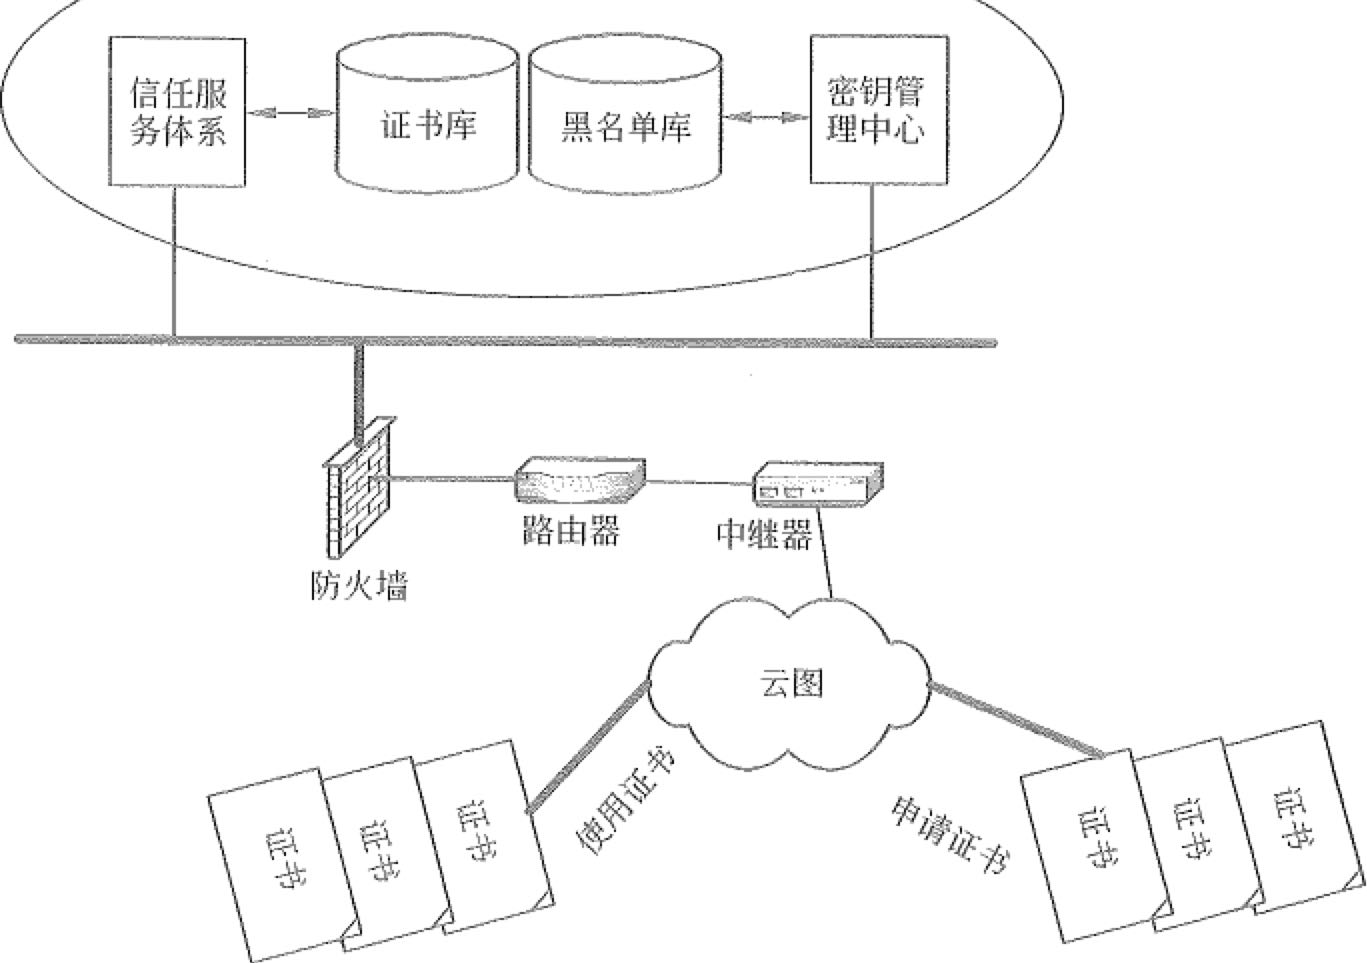 信任服
务体系
证书库
黑名单库
密钥管
理中心
路由器
中继器
防火墙
云图
使用证书
申请证书
证书
证书
证书
证书
证书
证书